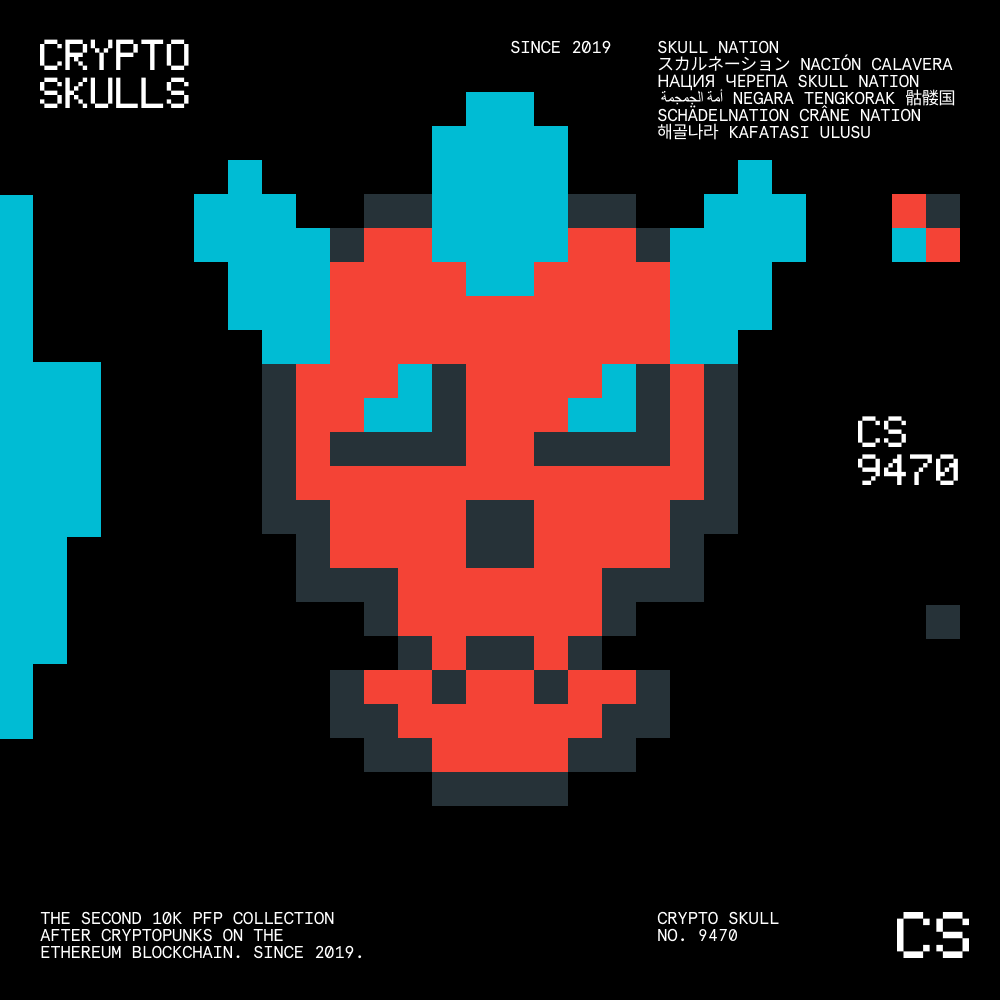 CRYPTO
SKULLS
SINCE 2019
SKULL NATION
スカルネーション NACIÓN CALAVERA
НАЦИЯ ЧЕРЕПА SKULL NATION
أمة الجمجمة NEGARA TENGKORAK 骷髅国
SCHÄDELNATION CRÂNE NATION
해골나라 KAFATASI ULUSU
CS
9470
THE SECOND 10K PFP COLLECTION
AFTER CRYPTOPUNKS ON THE
ETHEREUM BLOCKCHAIN. SINCE 2019.
CRYPTO SKULL
NO. 9470
CS